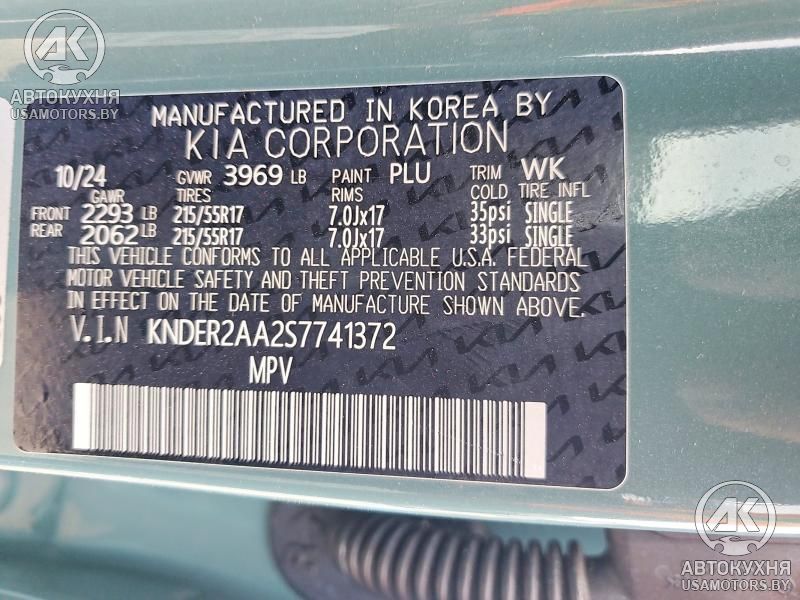 АВТОКУХНЯ
USAMOTORS.BY
MANUFACTURED IN KOREA BY
KIA CORPORATION
10/24 GVWR 3969 LB PAINT PLU TRIM WK
GAWR TIRES RIMS COLD TIRE INFL
FRONT 2293 LB 215/55R17 7.0Jx17 35psi SINGLE
REAR 2062 LB 215/55R17 7.0Jx17 33psi SINGLE
THIS VEHICLE CONFORMS TO ALL APPLICABLE U.S.A. FEDERAL
MOTOR VEHICLE SAFETY AND THEFT PREVENTION STANDARDS
IN EFFECT ON THE DATE OF MANUFACTURE SHOWN ABOVE.
V.I.N KNDER2AA2S7741372
MPV
АВТОКУХНЯ
USAMOTORS.BY